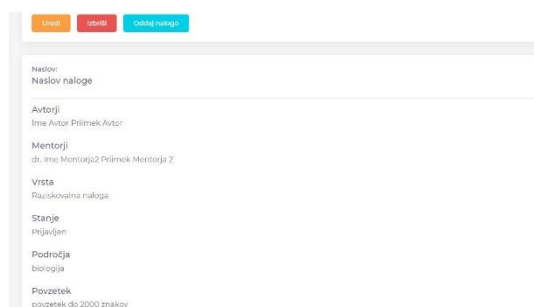 Uredi Izbriši Oddaj nalogo
Naslov:
Naslov naloge
Avtorji
Ime Avtor Priimek Avtor
Mentorji
dr. Ime Mentorja2 Priimek Mentorja 2
Vrsta
Raziskovalna naloga
Stanje
Prijavljen
Področja
biologija
Povzetek
povzetek do 2000 znakov